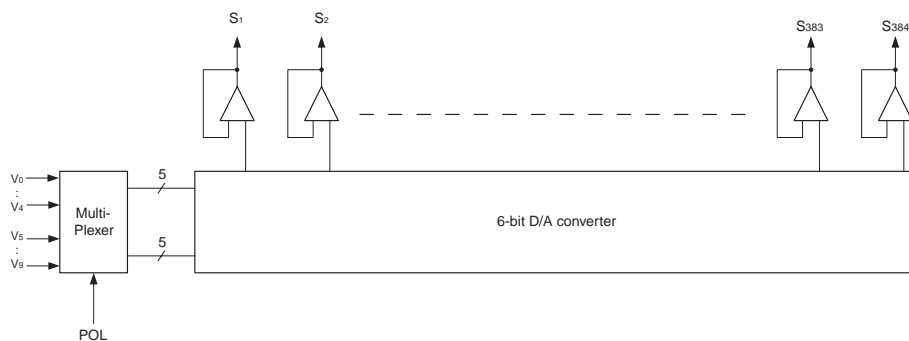 S1 S2 S383 S384
V0
:
V4
V5
:
V9
Multi-
Plexer
5
5
6-bit D/A converter
POL